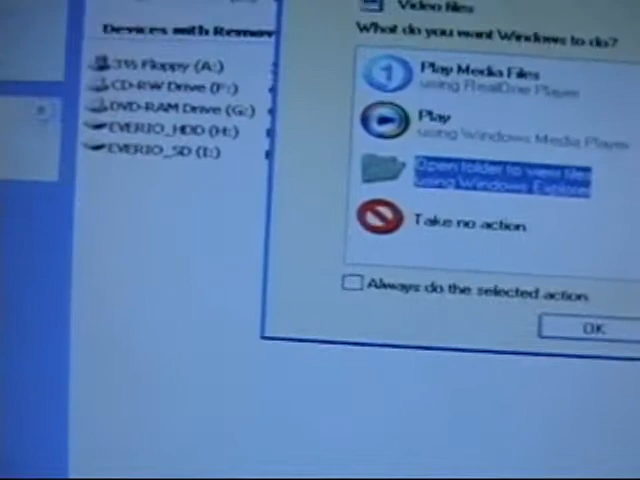 Devices with Remov
3½ Floppy (A:)
CD-RW Drive (F:)
DVD-RAM Drive (G:)
EVERIO_HDD (H:)
EVERIO_SD (I:)
Video files
What do you want Windows to do?
Play Media Files
using RealOne Player
Play
using Windows Media Player
Open folder to view files
using Windows Explorer
Take no action
Always do the selected action
OK